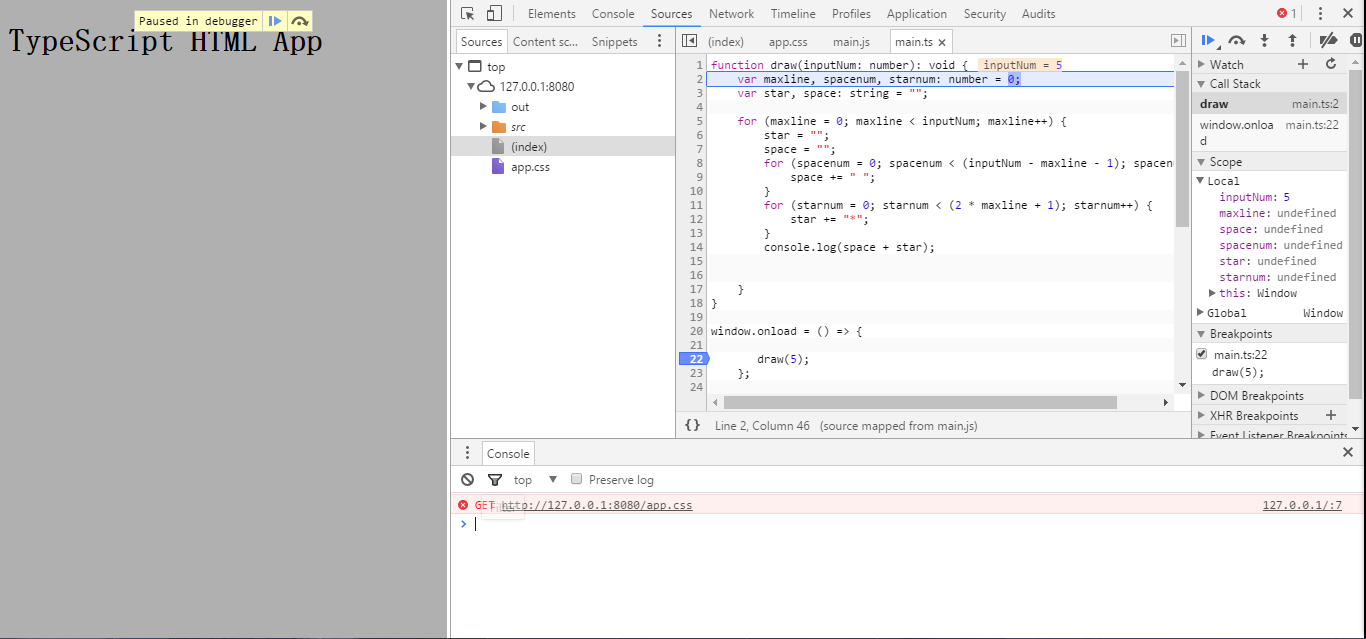 Paused in debugger
TypeScript HTML App
Elements Console Sources Network Timeline Profiles Application Security Audits 1
Sources Content sc... Snippets
(index) app.css main.js main.ts
top
127.0.0.1:8080
out
src
(index)
app.css
1 function draw(inputNum: number): void { inputNum = 5
2 var maxline, spacenum, starnum: number = 0;
3 var star, space: string = "";
4
5 for (maxline = 0; maxline < inputNum; maxline++) {
6 star = "";
7 space = "";
8 for (spacenum = 0; spacenum < (inputNum - maxline - 1); spacen
9 space += " ";
10 }
11 for (starnum = 0; starnum < (2 * maxline + 1); starnum++) {
12 star += "*";
13 }
14 console.log(space + star);
15
16
17 }
18 }
19
20 window.onload = () => {
21
22 draw(5);
23 };
24
{} Line 2, Column 46 (source mapped from main.js)
Watch
Call Stack
draw main.ts:2
window.onloa main.ts:22
d
Scope
Local
inputNum: 5
maxline: undefined
space: undefined
spacenum: undefined
star: undefined
starnum: undefined
this: Window
Global Window
Breakpoints
main.ts:22
draw(5);
DOM Breakpoints
XHR Breakpoints
Event Listener Breakpoints
Console
top Preserve log
GET http://127.0.0.1:8080/app.css 127.0.0.1/:7
Filter